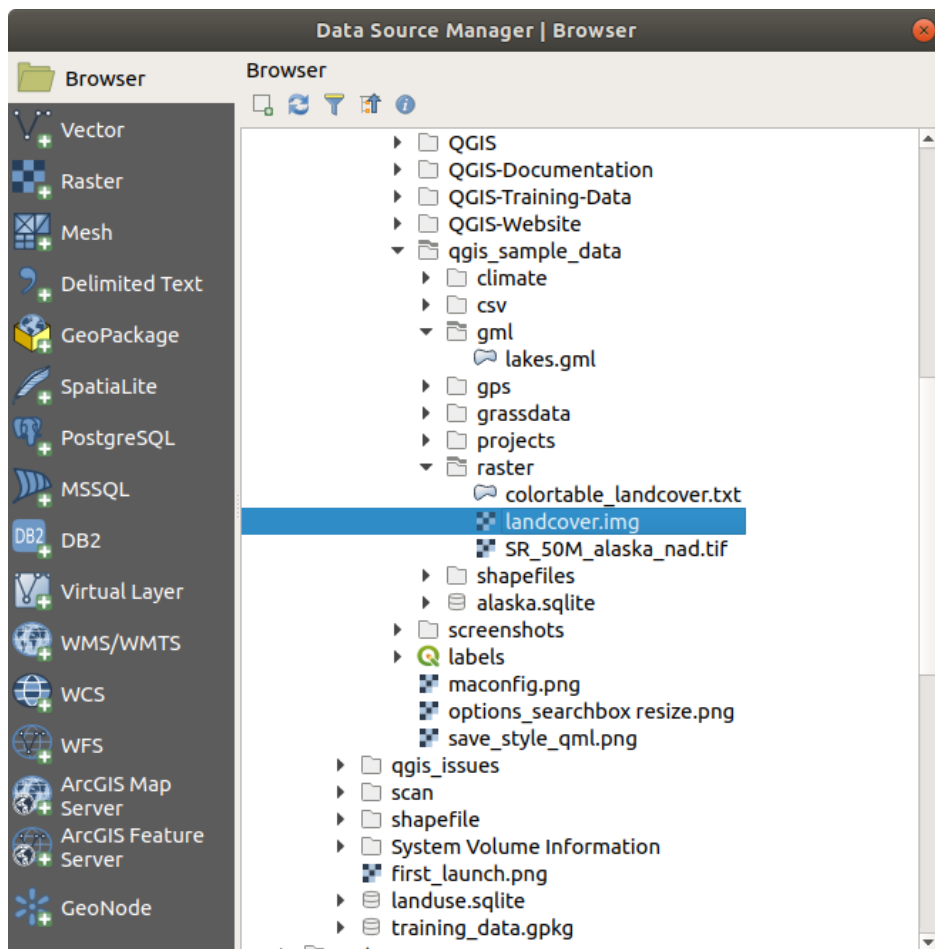 Data Source Manager | Browser
Browser
Vector
Raster
Mesh
Delimited Text
GeoPackage
SpatiaLite
PostgreSQL
MSSQL
DB2
DB2
Virtual Layer
WMS/WMTS
WCS
WFS
ArcGIS Map
Server
ArcGIS Feature
Server
GeoNode
Browser
QGIS
QGIS-Documentation
QGIS-Training-Data
QGIS-Website
qgis_sample_data
climate
csv
gml
lakes.gml
gps
grassdata
projects
raster
colortable_landcover.txt
landcover.img
SR_50M_alaska_nad.tif
shapefiles
alaska.sqlite
screenshots
labels
maconfig.png
options_searchbox resize.png
save_style_qml.png
qgis_issues
scan
shapefile
System Volume Information
first_launch.png
landuse.sqlite
training_data.gpkg